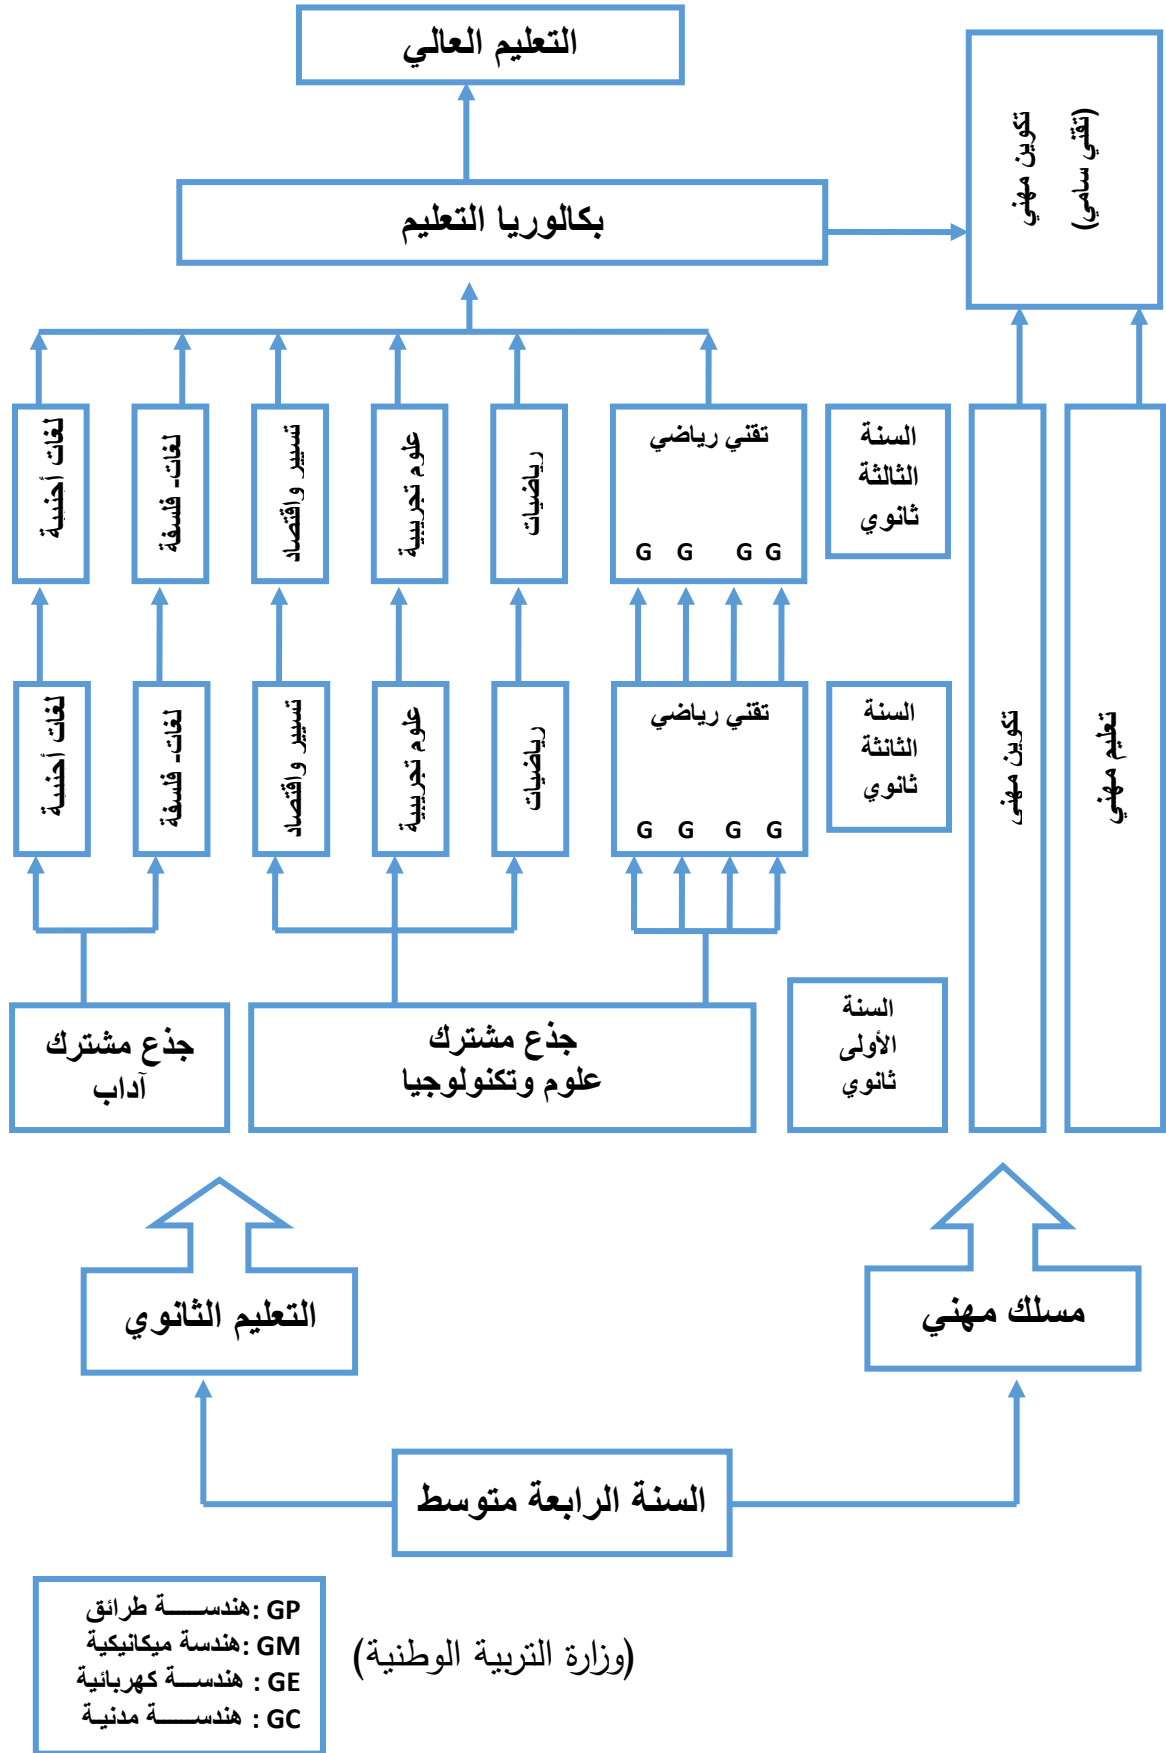 التعليم العالي
تكوين مهني
(تقني سامي)
بكالوريا التعليم
السنة
الثالثة
ثانوي
تقني رياضي
G G G G
رياضيات
علوم تجريبية
تسيير واقتصاد
لغات- فلسفة
لغات أجنبية
السنة
الثانثة
ثانوي
تقني رياضي
G G G G
رياضيات
علوم تجريبية
تسيير واقتصاد
لغات- فلسفة
لغات أجنبية
تعليم مهني
تكوين مهني
السنة
الأولى
ثانوي
جذع مشترك
علوم وتكنولوجيا
جذع مشترك
آداب
مسلك مهني
التعليم الثانوي
السنة الرابعة متوسط
GP :هندســـــة طرائق
GM :هندسة ميكانيكية
GE : هندســـة كهربائية
GC : هندســــــة مدنيـة
(وزارة التربية الوطنية)